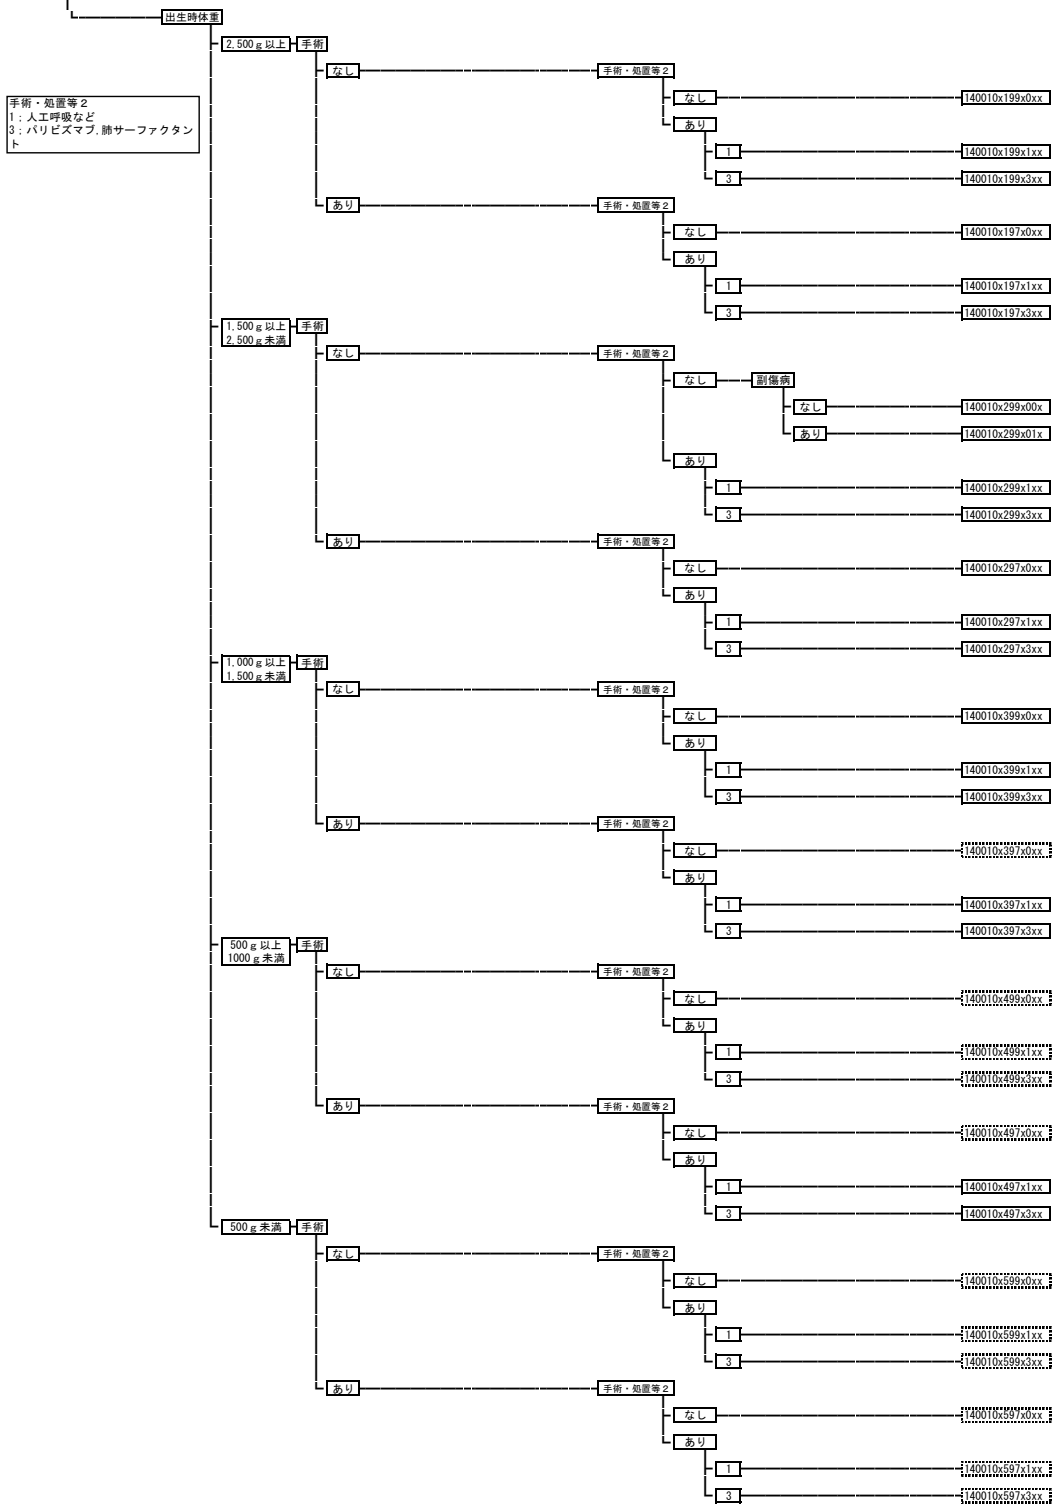 出生時体重
2,500ｇ以上 手術
なし 手術・処置等２
なし 140010x199x0xx
手術・処置等２
1：人工呼吸など
3：パリビズマブ,肺サーファクタン
ト
あり
1 140010x199x1xx
3 140010x199x3xx
あり 手術・処置等２
なし 140010x197x0xx
あり
1 140010x197x1xx
3 140010x197x3xx
1,500ｇ以上 手術
2,500ｇ未満
なし 手術・処置等２
なし 副傷病
なし 140010x299x00x
あり 140010x299x01x
あり
1 140010x299x1xx
3 140010x299x3xx
あり 手術・処置等２
なし 140010x297x0xx
あり
1 140010x297x1xx
3 140010x297x3xx
1,000ｇ以上 手術
1,500ｇ未満
なし 手術・処置等２
なし 140010x399x0xx
あり
1 140010x399x1xx
3 140010x399x3xx
あり 手術・処置等２
なし 140010x397x0xx
あり
1 140010x397x1xx
3 140010x397x3xx
500ｇ以上 手術
1000ｇ未満
なし 手術・処置等２
なし 140010x499x0xx
あり
1 140010x499x1xx
3 140010x499x3xx
あり 手術・処置等２
なし 140010x497x0xx
あり
1 140010x497x1xx
3 140010x497x3xx
500ｇ未満 手術
なし 手術・処置等２
なし 140010x599x0xx
あり
1 140010x599x1xx
3 140010x599x3xx
あり 手術・処置等２
なし 140010x597x0xx
あり
1 140010x597x1xx
3 140010x597x3xx